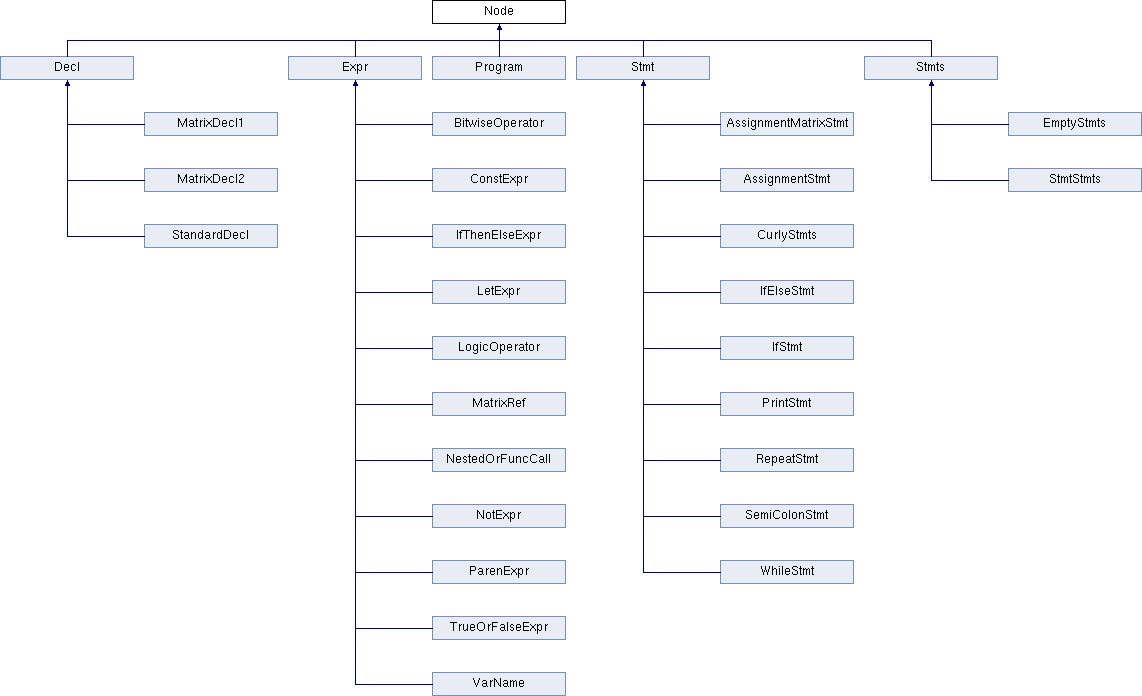 Node
Decl
Expr
Program
Stmt
Stmts
MatrixDecl1
BitwiseOperator
AssignmentMatrixStmt
EmptyStmts
MatrixDecl2
ConstExpr
AssignmentStmt
StmtStmts
StandardDecl
IfThenElseExpr
CurlyStmts
LetExpr
IfElseStmt
LogicOperator
IfStmt
MatrixRef
PrintStmt
NestedOrFuncCall
RepeatStmt
NotExpr
SemiColonStmt
ParenExpr
WhileStmt
TrueOrFalseExpr
VarName